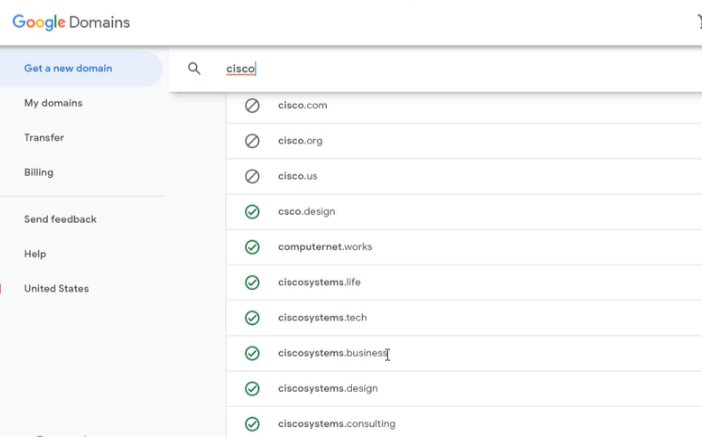 Google Domains
Get a new domain
My domains
Transfer
Billing
Send feedback
Help
United States
cisco
cisco.com
cisco.org
cisco.us
csco.design
computernet.works
ciscosystems.life
ciscosystems.tech
ciscosystems.business
ciscosystems.design
ciscosystems.consulting